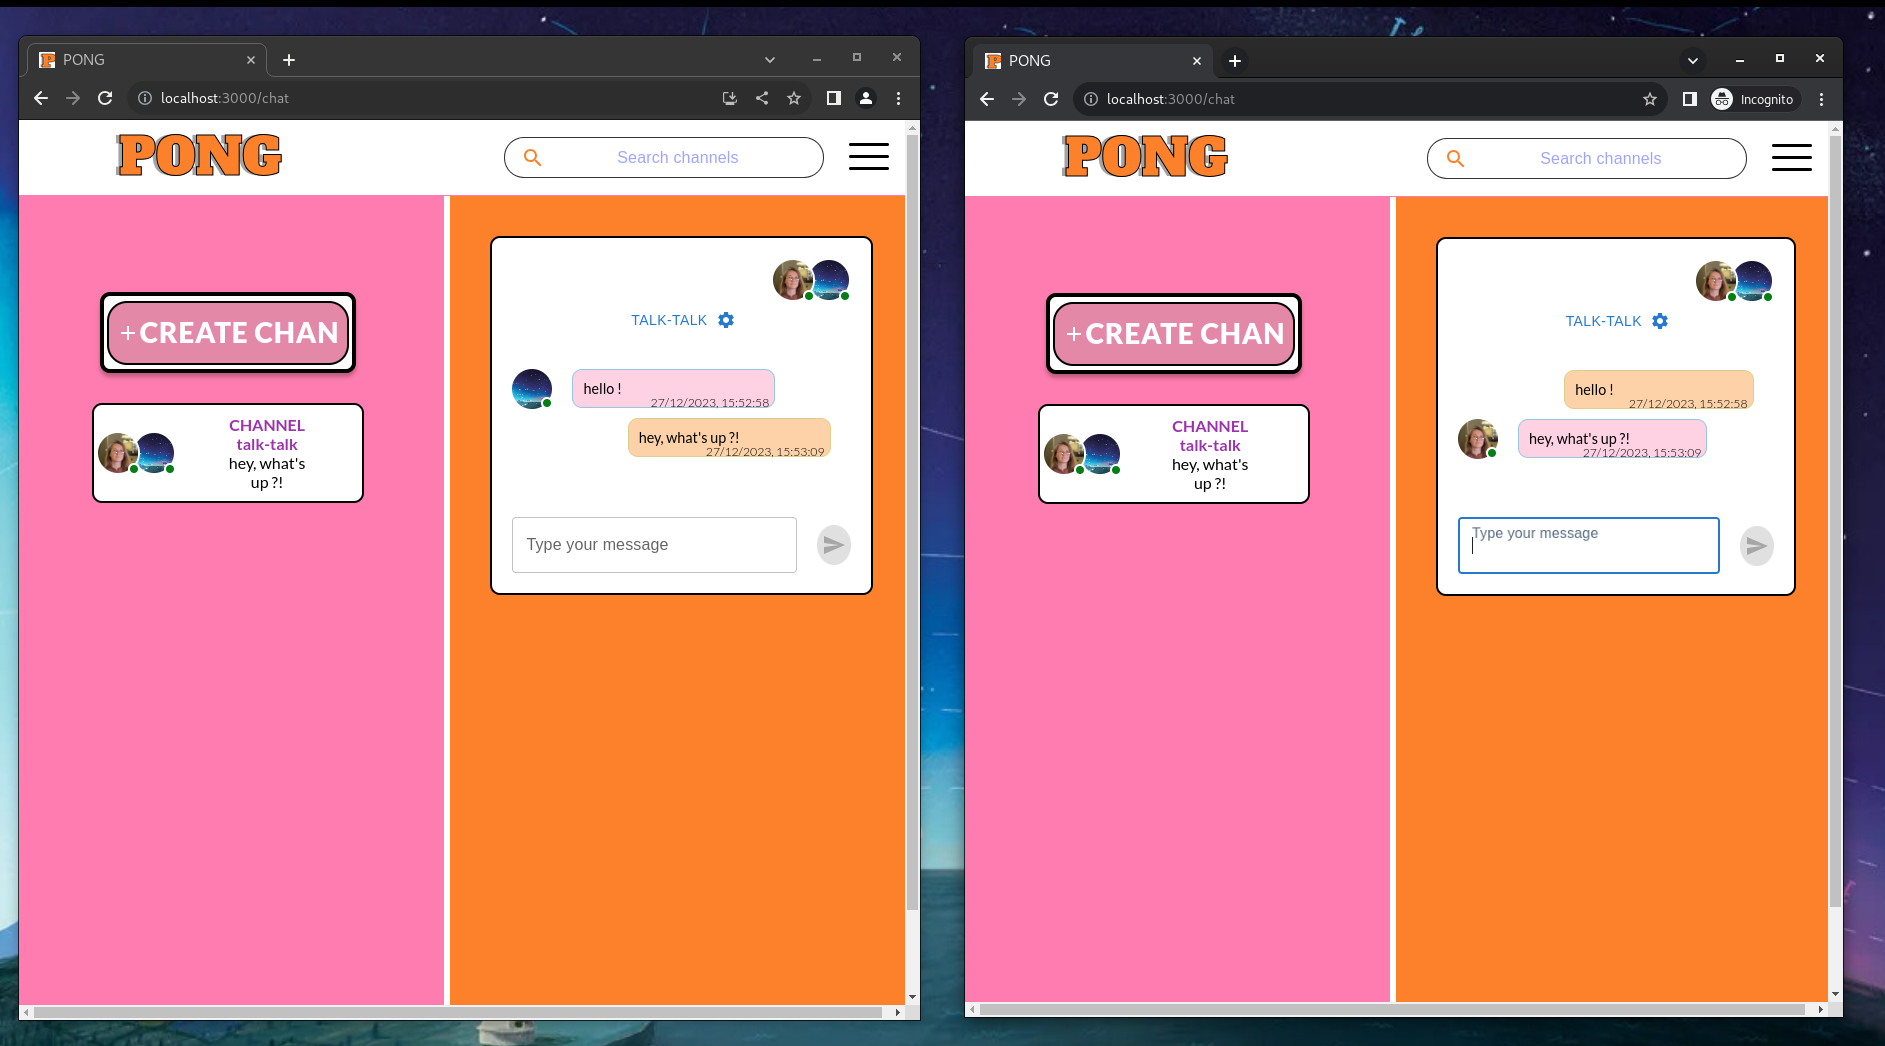 PONG
localhost:3000/chat
PONG
Search channels
+CREATE CHAN
CHANNEL
talk-talk
hey, what's
up ?!
TALK-TALK
hello !
27/12/2023, 15:52:58
hey, what's up ?!
27/12/2023, 15:53:09
Type your message
PONG
localhost:3000/chat
Incognito
PONG
Search channels
+CREATE CHAN
CHANNEL
talk-talk
hey, what's
up ?!
TALK-TALK
hello !
27/12/2023, 15:52:58
hey, what's up ?!
27/12/2023, 15:53:09
Type your message